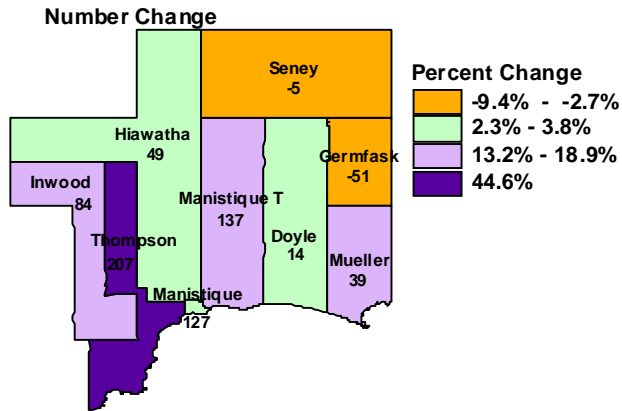 Number Change
Seney
-5
Percent Change
-9.4% - -2.7%
2.3% - 3.8%
13.2% - 18.9%
44.6%
Hiawatha
49
Germfask
-51
Inwood
84
Manistique T
137
Thompson
207
Doyle
14
Mueller
39
Manistique
127